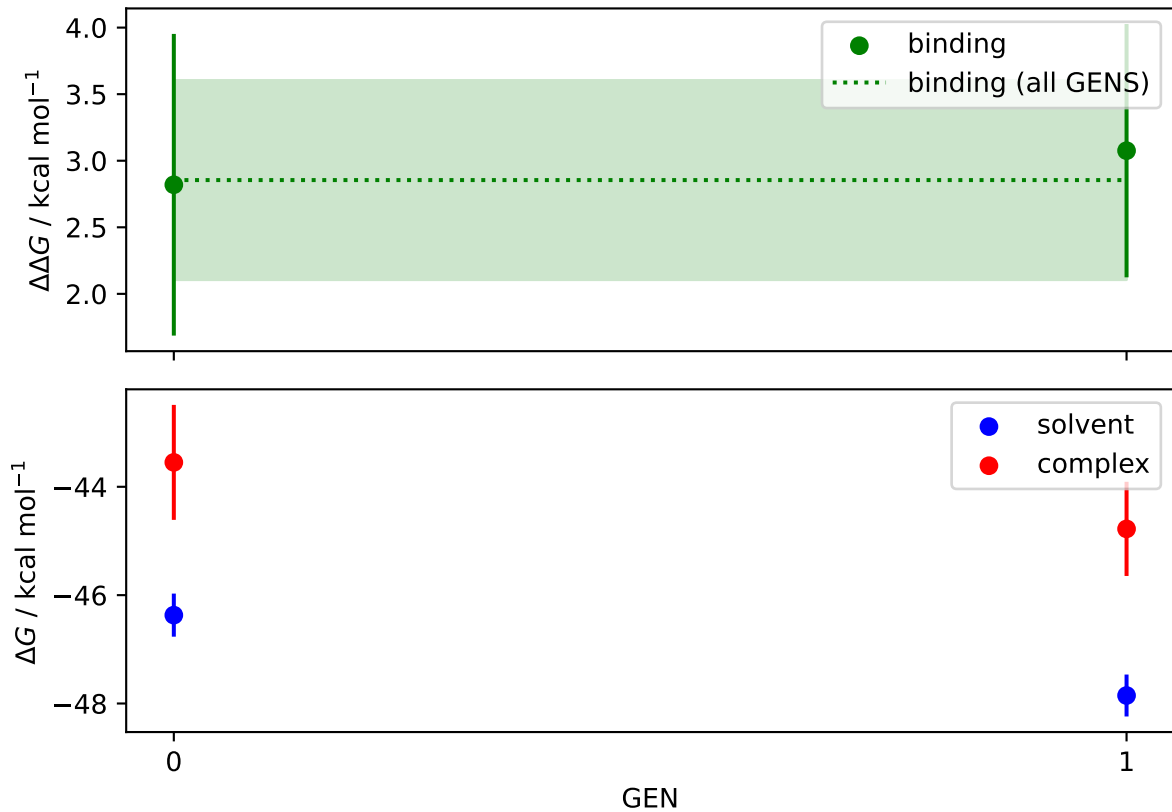 4.0
3.5
3.0
2.5
2.0
ΔΔG / kcal mol⁻¹
binding
binding (all GENS)
−44
−46
−48
ΔG / kcal mol⁻¹
solvent
complex
0
1
GEN